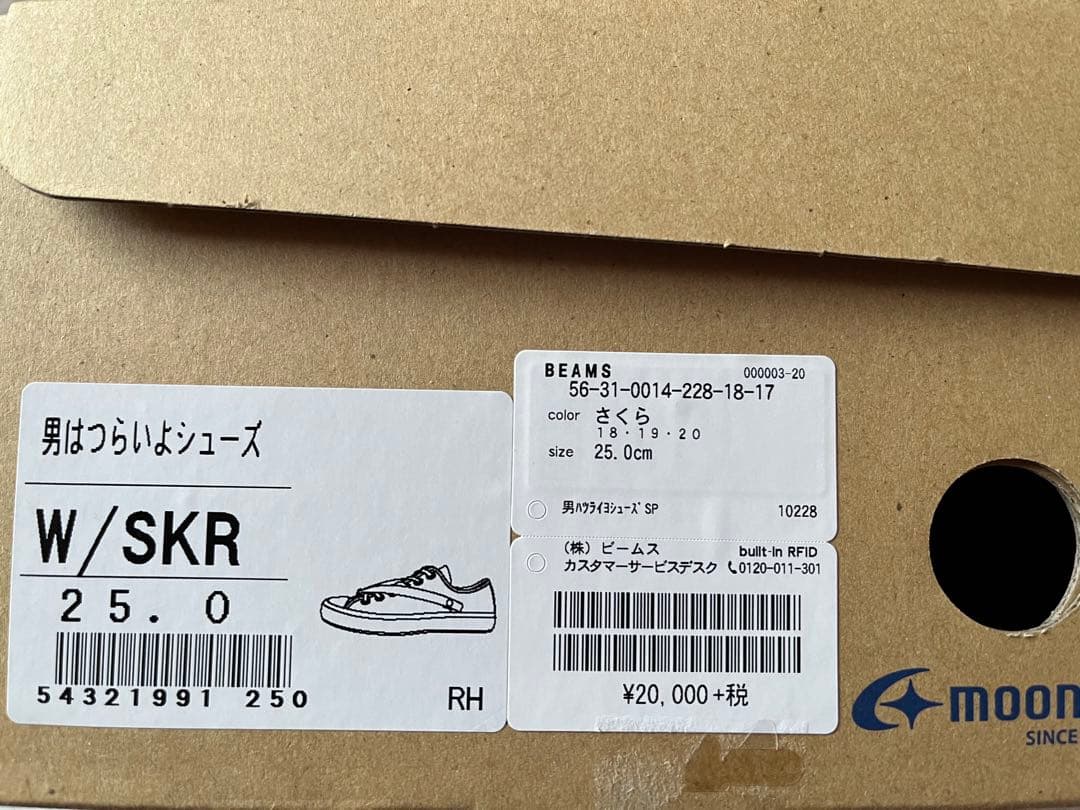 男はつらいよシューズ
W/SKR
25.0
54321991 250
RH
BEAMS 000003-20
56-31-0014-228-18-17
color さくら
18・19・20
size 25.0cm
男ﾊﾂﾗｲﾖｼｭｰｽﾞSP 10228
(株) ビームス built-in RFID
カスタマーサービスデスク 0120-011-301
¥20,000+税
moon
SINCE